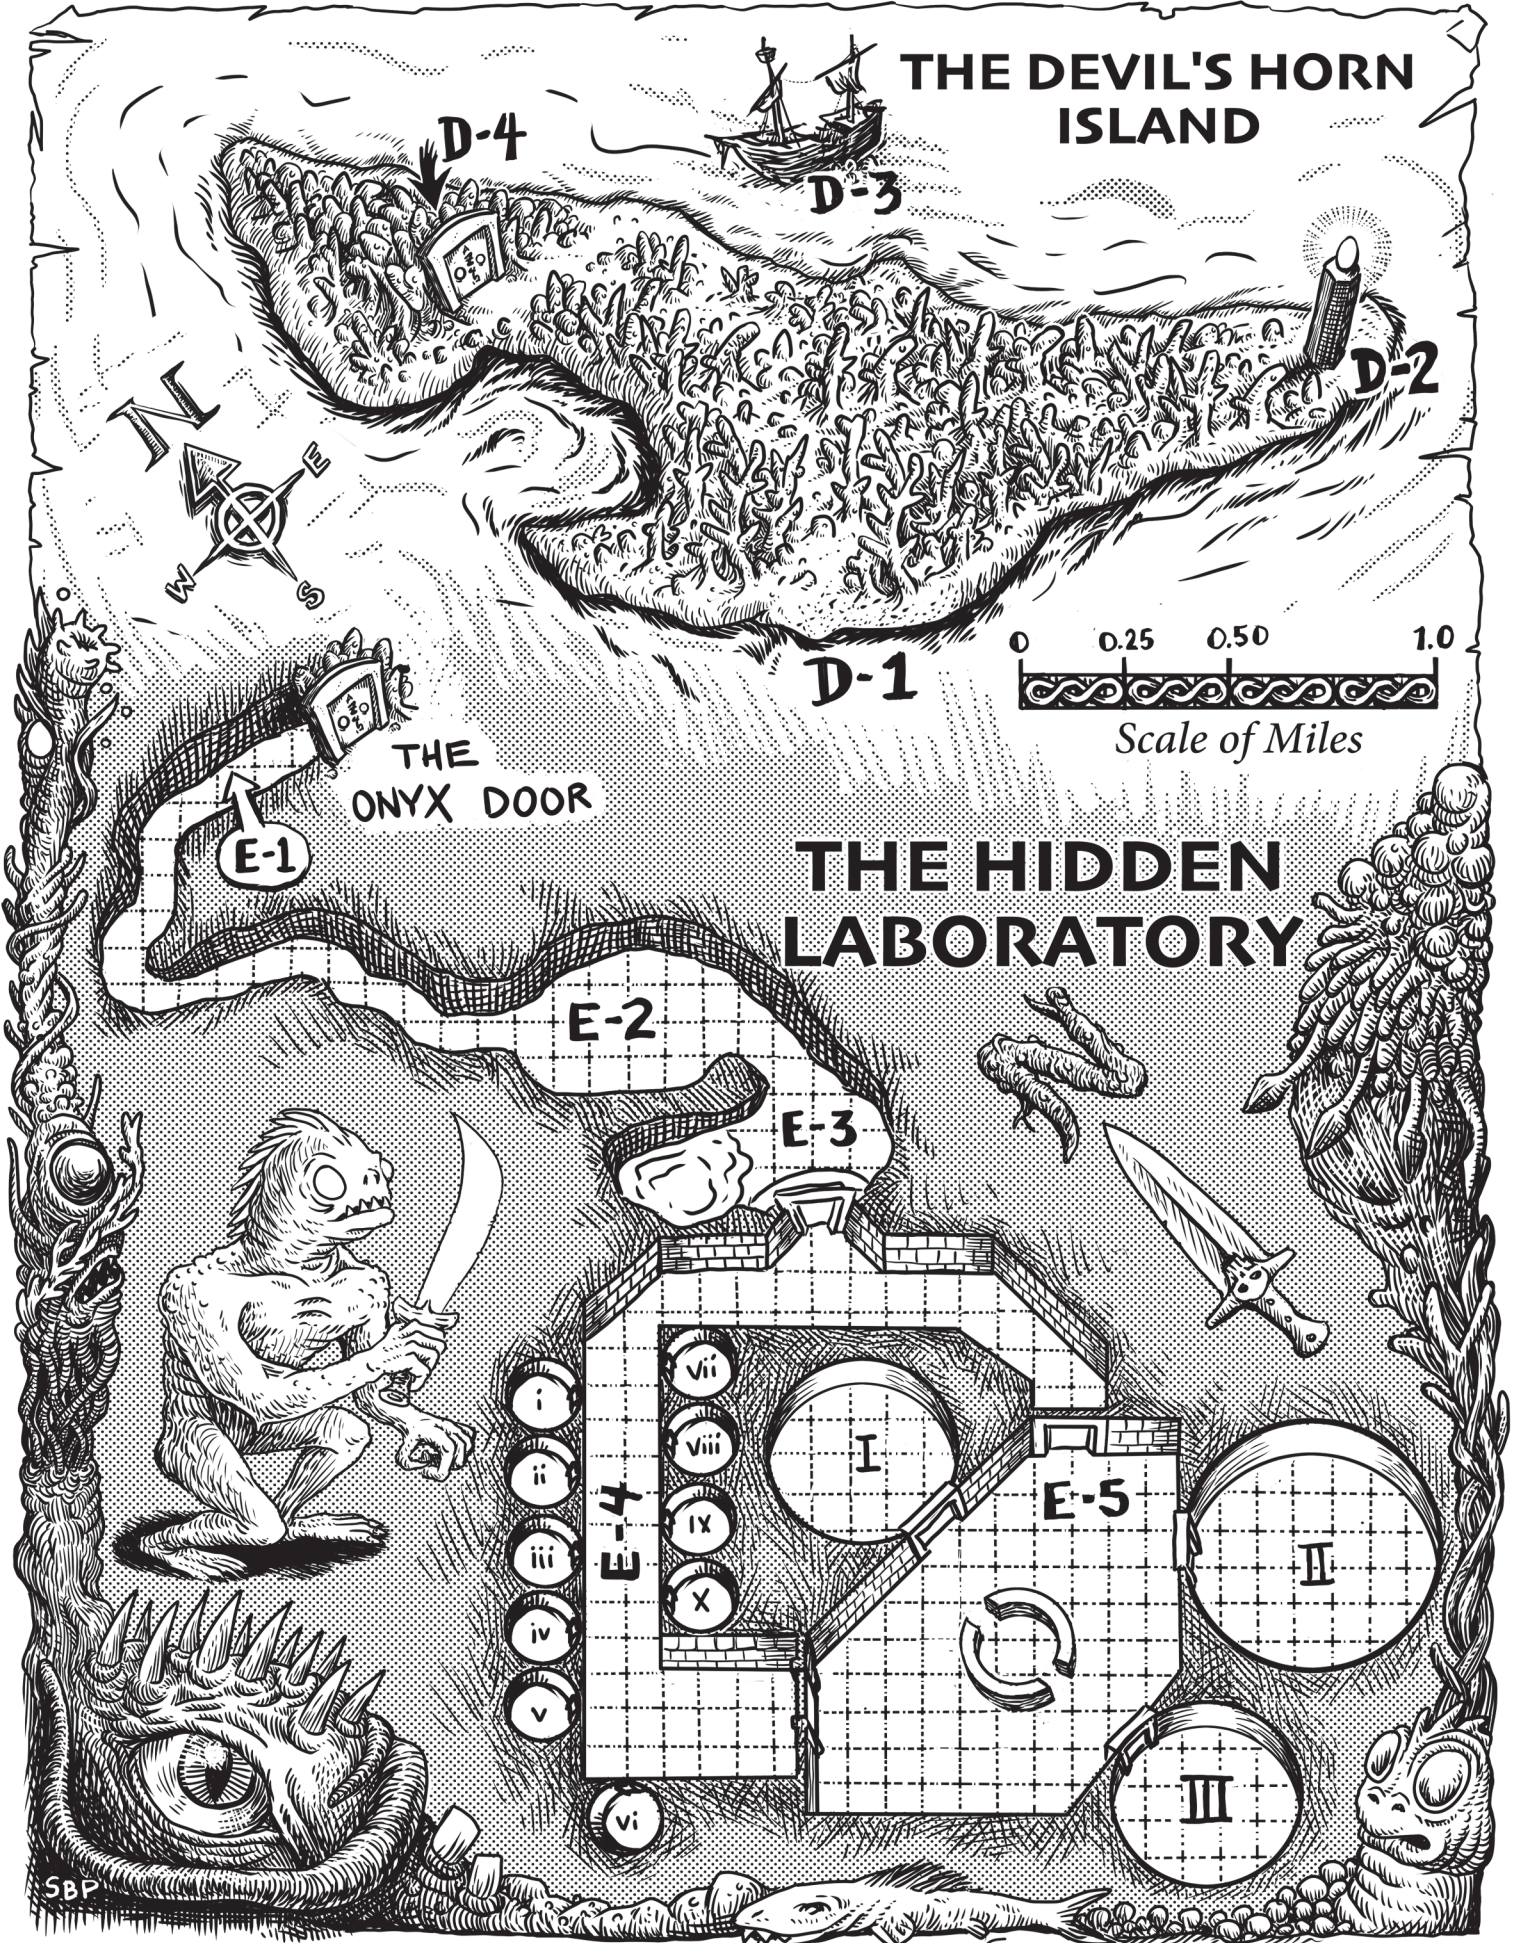 THE DEVIL'S HORN
ISLAND
D-4
D-3
D-2
N
E
W
S
D-1
0 0.25 0.50 1.0
Scale of Miles
THE
ONYX DOOR
E-1
THE HIDDEN
LABORATORY
E-2
E-3
vii
i
viii
I
ii
E-4
E-5
ix
iii
II
x
iv
v
III
vi
SBP